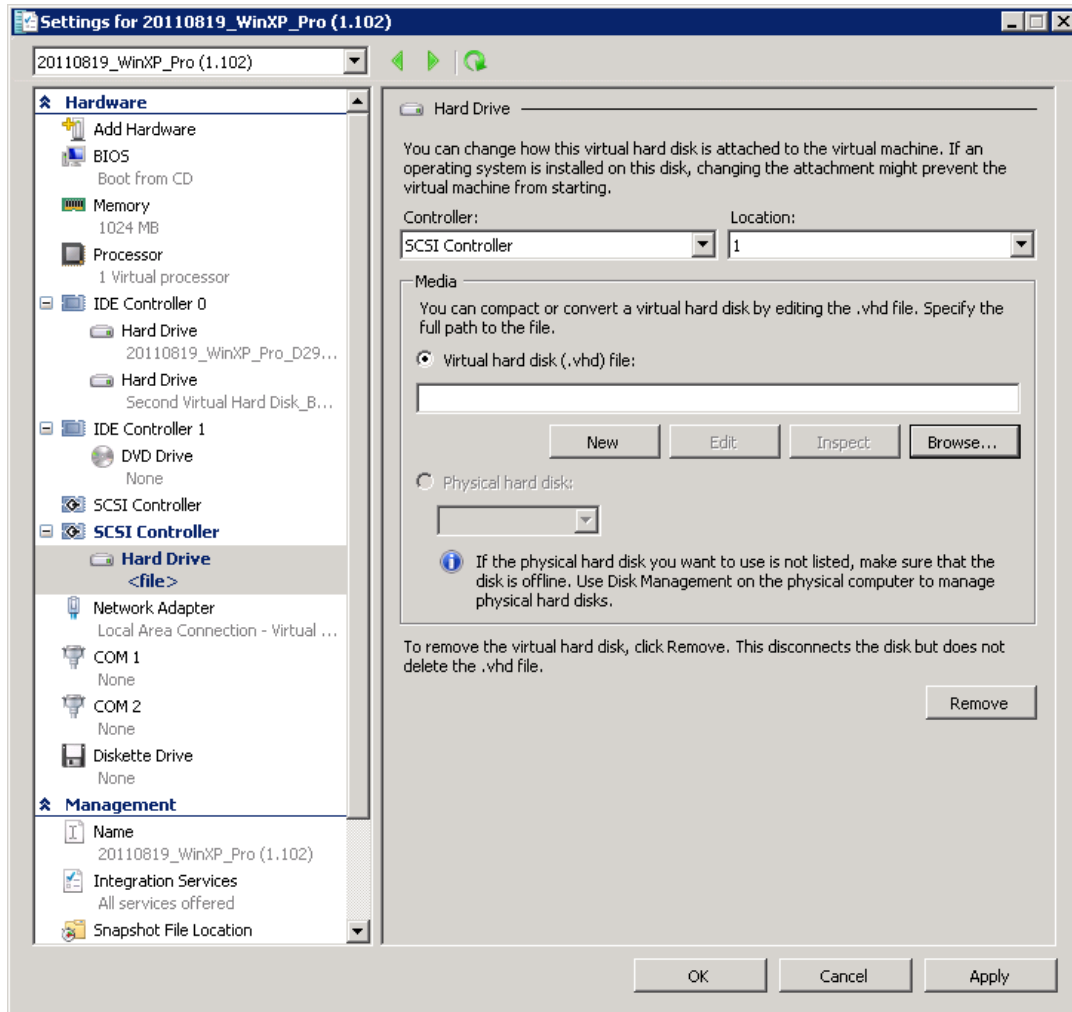 Settings for 20110819_WinXP_Pro (1.102)
20110819_WinXP_Pro (1.102)
Hardware
Add Hardware
BIOS
Boot from CD
Memory
1024 MB
Processor
1 Virtual processor
IDE Controller 0
Hard Drive
20110819_WinXP_Pro_D29...
Hard Drive
Second Virtual Hard Disk_B...
IDE Controller 1
DVD Drive
None
SCSI Controller
SCSI Controller
Hard Drive
<file>
Network Adapter
Local Area Connection - Virtual ...
COM 1
None
COM 2
None
Diskette Drive
None
Management
Name
20110819_WinXP_Pro (1.102)
Integration Services
All services offered
Snapshot File Location
Hard Drive
You can change how this virtual hard disk is attached to the virtual machine. If an
operating system is installed on this disk, changing the attachment might prevent the
virtual machine from starting.
Controller:
Location:
SCSI Controller
1
Media
You can compact or convert a virtual hard disk by editing the .vhd file. Specify the
full path to the file.
Virtual hard disk (.vhd) file:
New
Edit
Inspect
Browse...
Physical hard disk:
If the physical hard disk you want to use is not listed, make sure that the
disk is offline. Use Disk Management on the physical computer to manage
physical hard disks.
To remove the virtual hard disk, click Remove. This disconnects the disk but does not
delete the .vhd file.
Remove
OK
Cancel
Apply